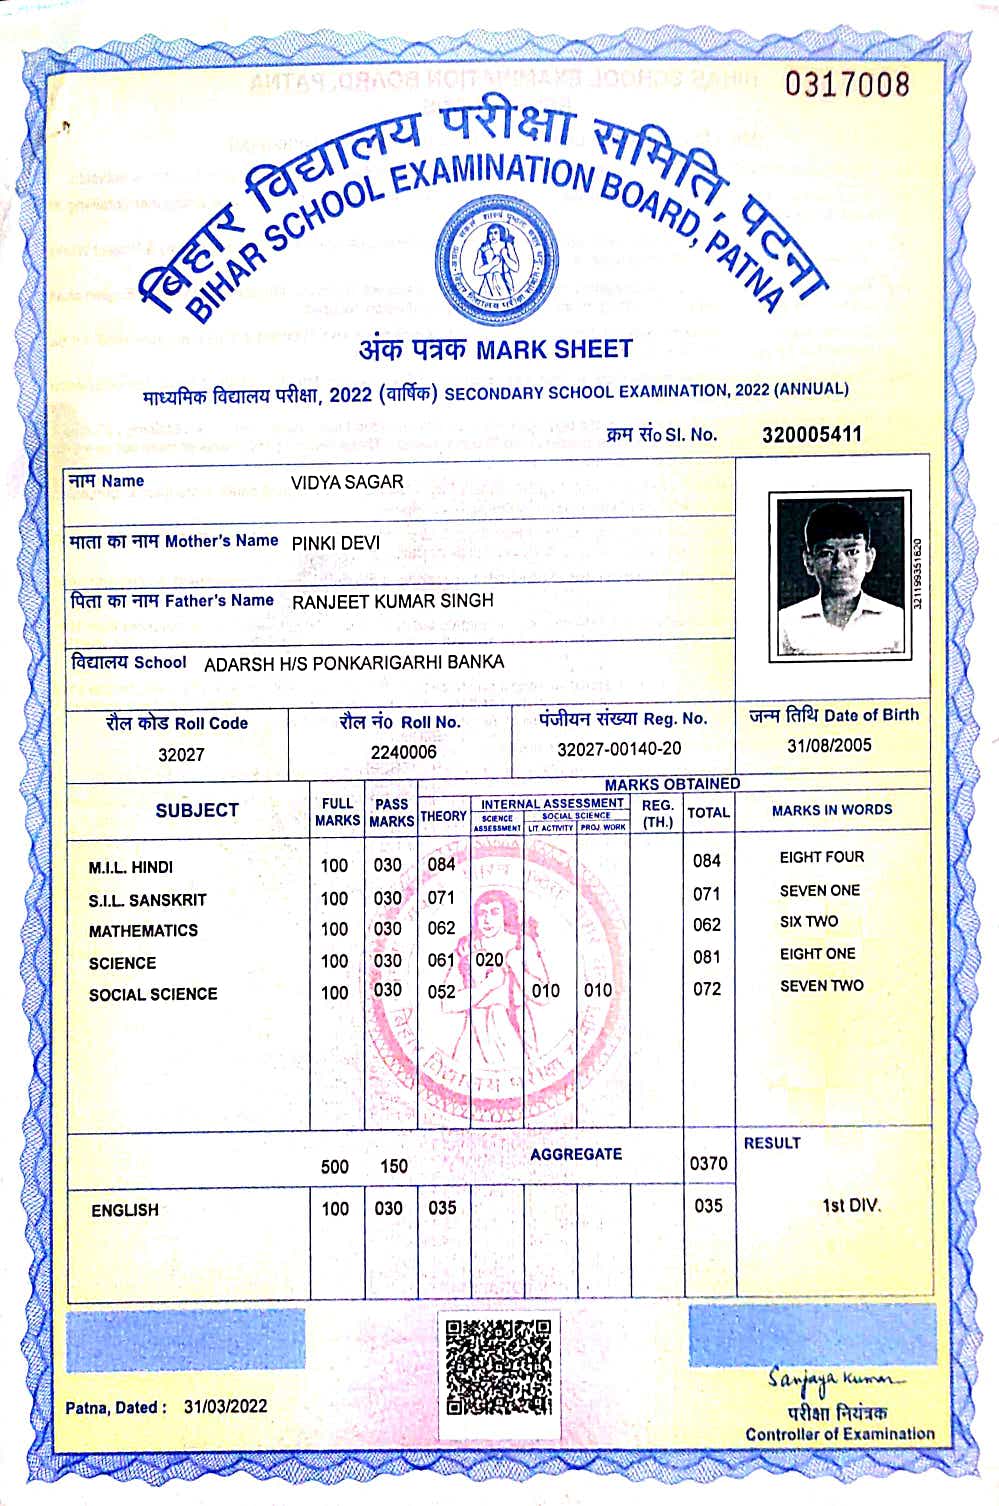 0317008
बिहार विद्यालय परीक्षा समिति, पटना
BIHAR SCHOOL EXAMINATION BOARD, PATNA
अंक पत्रक MARK SHEET
माध्यमिक विद्यालय परीक्षा, 2022 (वार्षिक) SECONDARY SCHOOL EXAMINATION, 2022 (ANNUAL)
क्रम सं० Sl. No. 320005411
नाम Name VIDYA SAGAR
माता का नाम Mother's Name PINKI DEVI
पिता का नाम Father's Name RANJEET KUMAR SINGH
विद्यालय School ADARSH H/S PONKARIGARHI BANKA
321199351620
रौल कोड Roll Code रौल नं० Roll No. पंजीयन संख्या Reg. No. जन्म तिथि Date of Birth
32027 2240006 32027-00140-20 31/08/2005
MARKS OBTAINED
SUBJECT FULL MARKS PASS MARKS THEORY INTERNAL ASSESSMENT REG. (TH.) TOTAL MARKS IN WORDS
SCIENCE ASSESSMENT SOCIAL SCIENCE
LIT ACTIVITY PROJ. WORK
M.I.L. HINDI 100 030 084 084 EIGHT FOUR
S.I.L. SANSKRIT 100 030 071 071 SEVEN ONE
MATHEMATICS 100 030 062 062 SIX TWO
SCIENCE 100 030 061 020 081 EIGHT ONE
SOCIAL SCIENCE 100 030 052 010 010 072 SEVEN TWO
500 150 AGGREGATE 0370 RESULT
ENGLISH 100 030 035 035 1st DIV.
Sanjaya Kumar
Patna, Dated : 31/03/2022
परीक्षा नियंत्रक
Controller of Examination